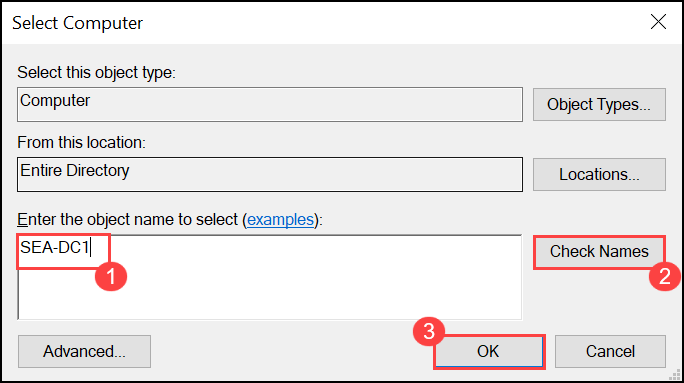 Select Computer
Select this object type:
Computer
Object Types...
From this location:
Entire Directory
Locations...
Enter the object name to select (examples):
SEA-DC1
1
Check Names
2
3
Advanced...
OK
Cancel